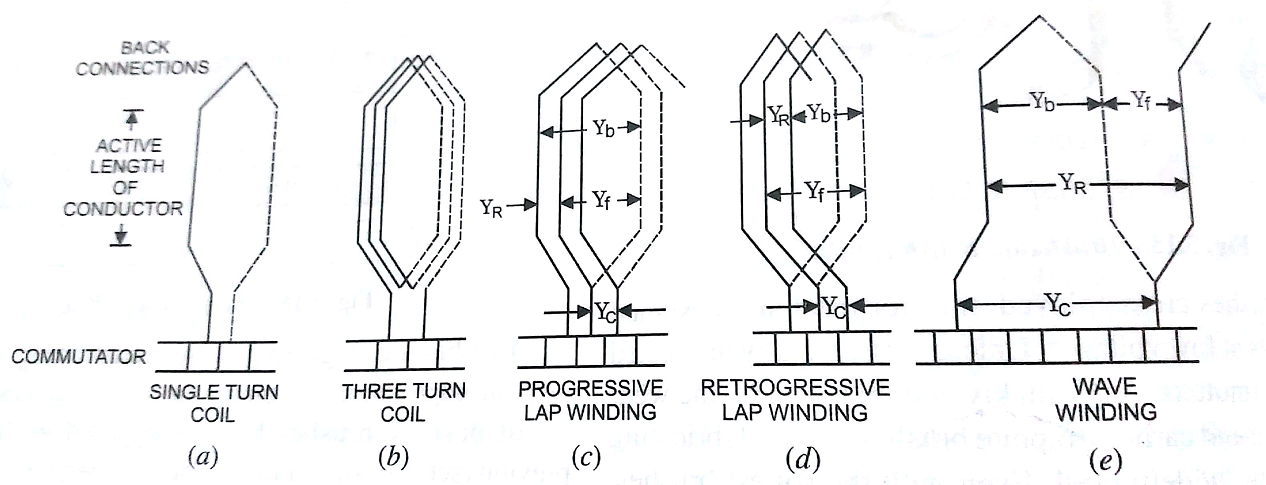 BACK
CONNECTIONS
ACTIVE
LENGTH
OF
CONDUCTOR
COMMUTATOR
SINGLE TURN
COIL
(a)
THREE TURN
COIL
(b)
Yb
Yf
YR
YC
PROGRESSIVE
LAP WINDING
(c)
YR Yb
Yf
YC
RETROGRESSIVE
LAP WINDING
(d)
Yb Yf
YR
YC
WAVE
WINDING
(e)